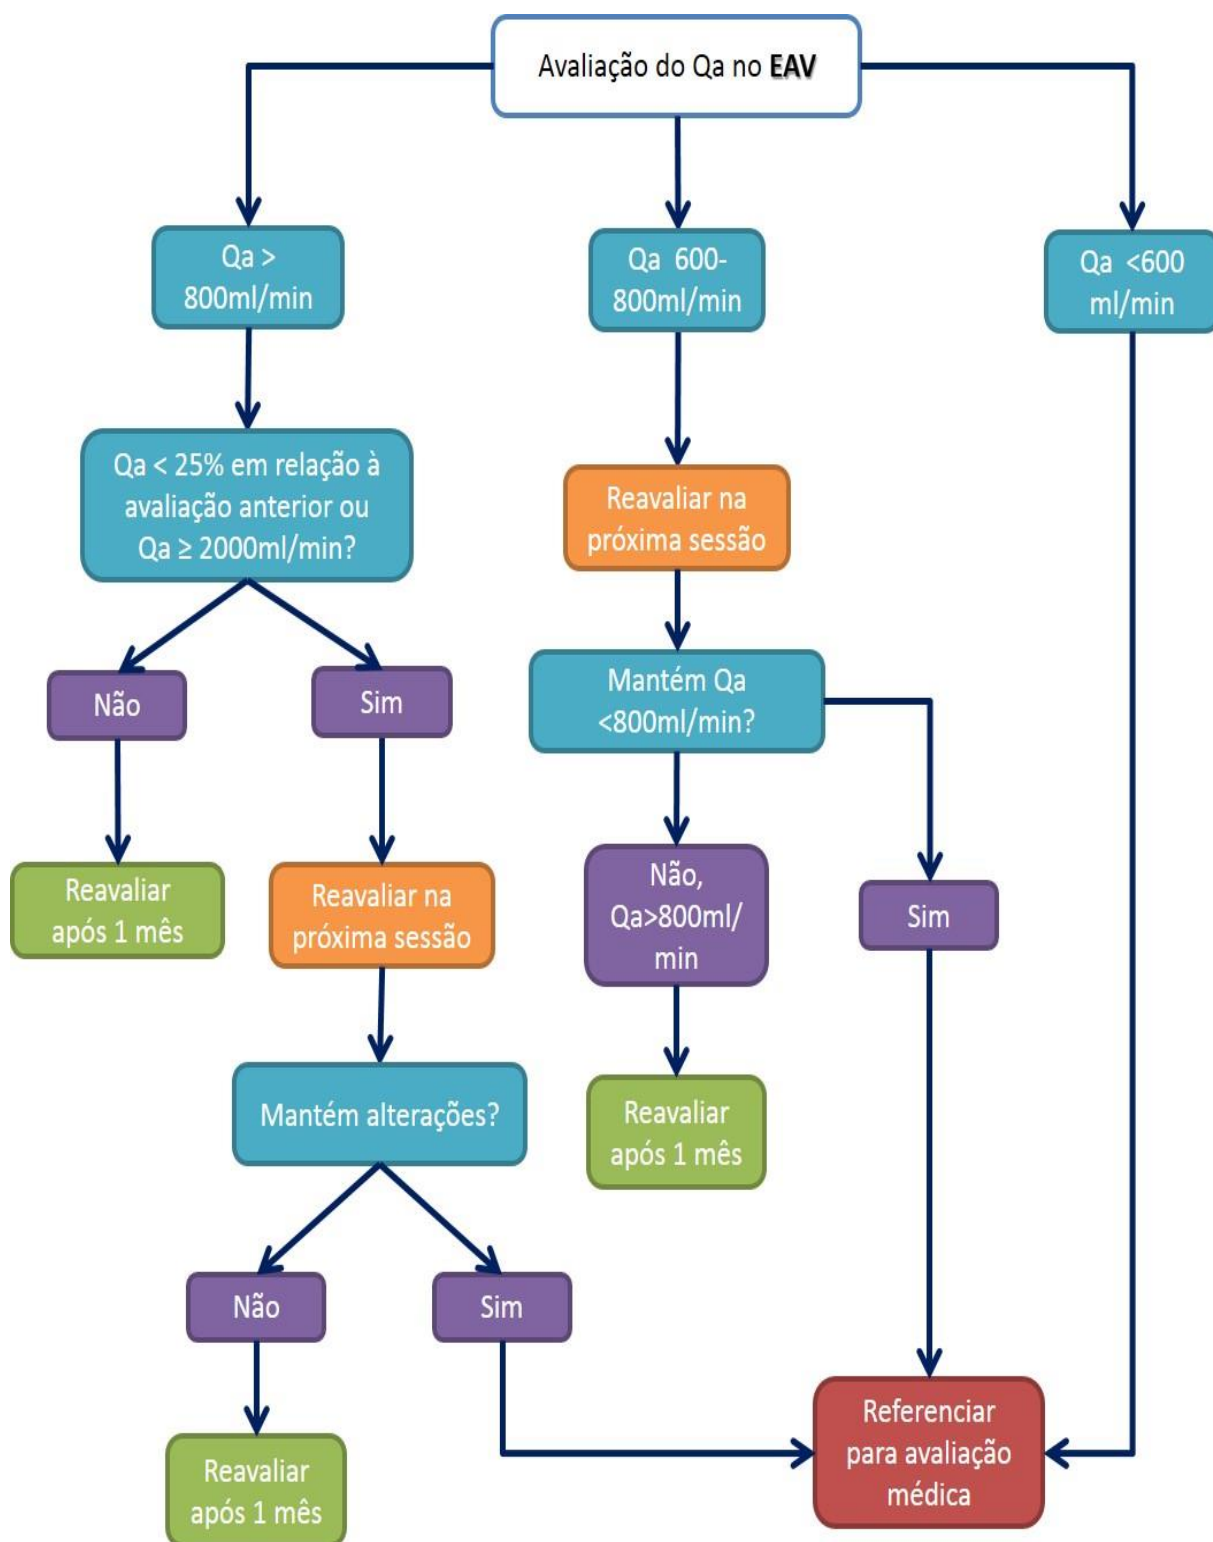 Avaliação do Qa no EAV
Qa >
800ml/min
Qa 600-
800ml/min
Qa <600
ml/min
Qa < 25% em relação à
avaliação anterior ou
Qa ≥ 2000ml/min?
Reavaliar na
próxima sessão
Não
Sim
Mantém Qa
<800ml/min?
Reavaliar
após 1 mês
Reavaliar na
próxima sessão
Não,
Qa>800ml/
min
Sim
Mantém alterações?
Reavaliar
após 1 mês
Não
Sim
Reavaliar
após 1 mês
Referenciar
para avaliação
médica